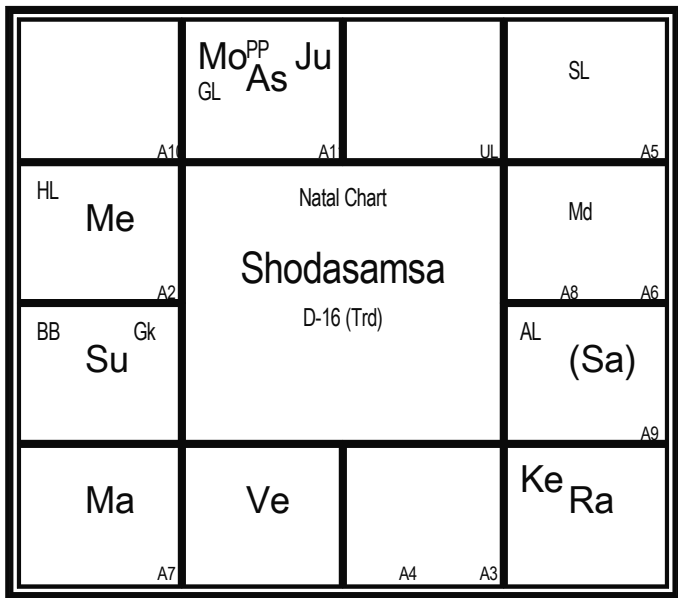 Mo PP Ju
GL As
SL
A10
A11
UL
A5
HL
Me
A2
Natal Chart
Shodasamsa
D-16 (Trd)
Md
A8 A6
BB Gk
Su
AL
(Sa)
A9
Ma
A7
Ve
A4 A3
Ke Ra